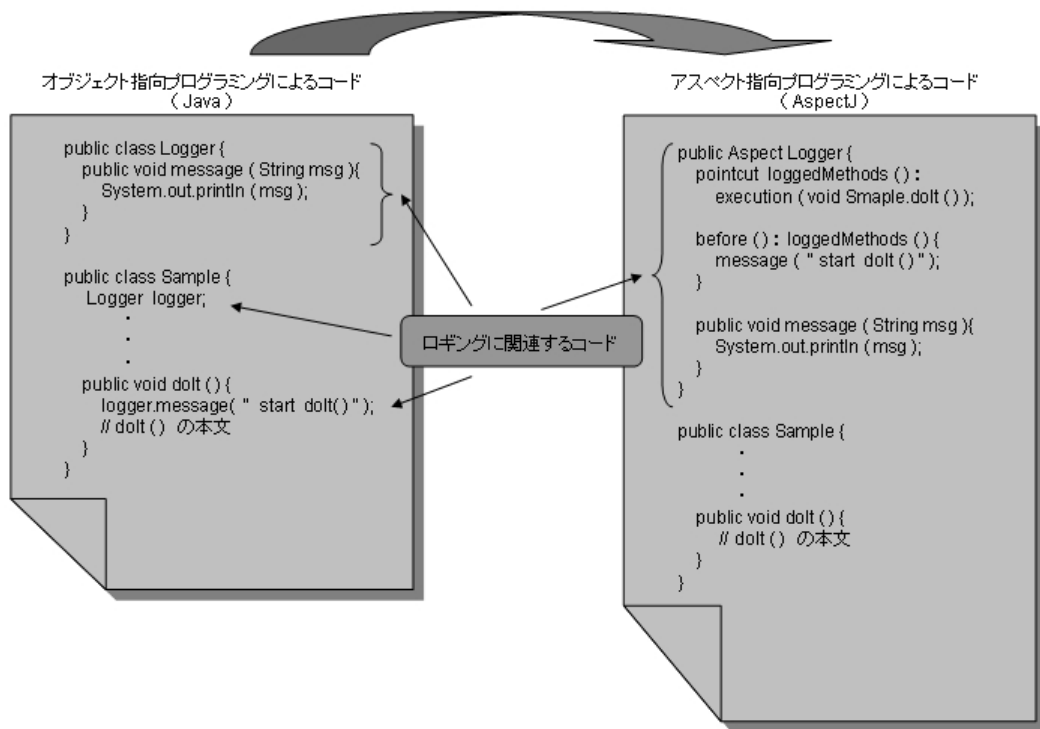 オブジェクト指向プログラミングによるコード
(Java)
public class Logger {
public void message ( String msg ){
System.out.println ( msg );
}
}
public class Sample {
Logger logger;
・
・
・
public void doIt ( ) {
logger.message( " start doIt()" );
// doIt ( ) の本文
}
}
ロギングに関連するコード
アスペクト指向プログラミングによるコード
(AspectJ)
public Aspect Logger {
pointcut loggedMethods ( ) :
execution ( void Smaple.doIt ( ) );
before ( ) : loggedMethods ( ) {
message ( " start doIt ( )" );
}
public void message ( String msg ){
System.out.println ( msg );
}
}
public class Sample {
・
・
・
public void doIt ( ) {
// doIt ( ) の本文
}
}